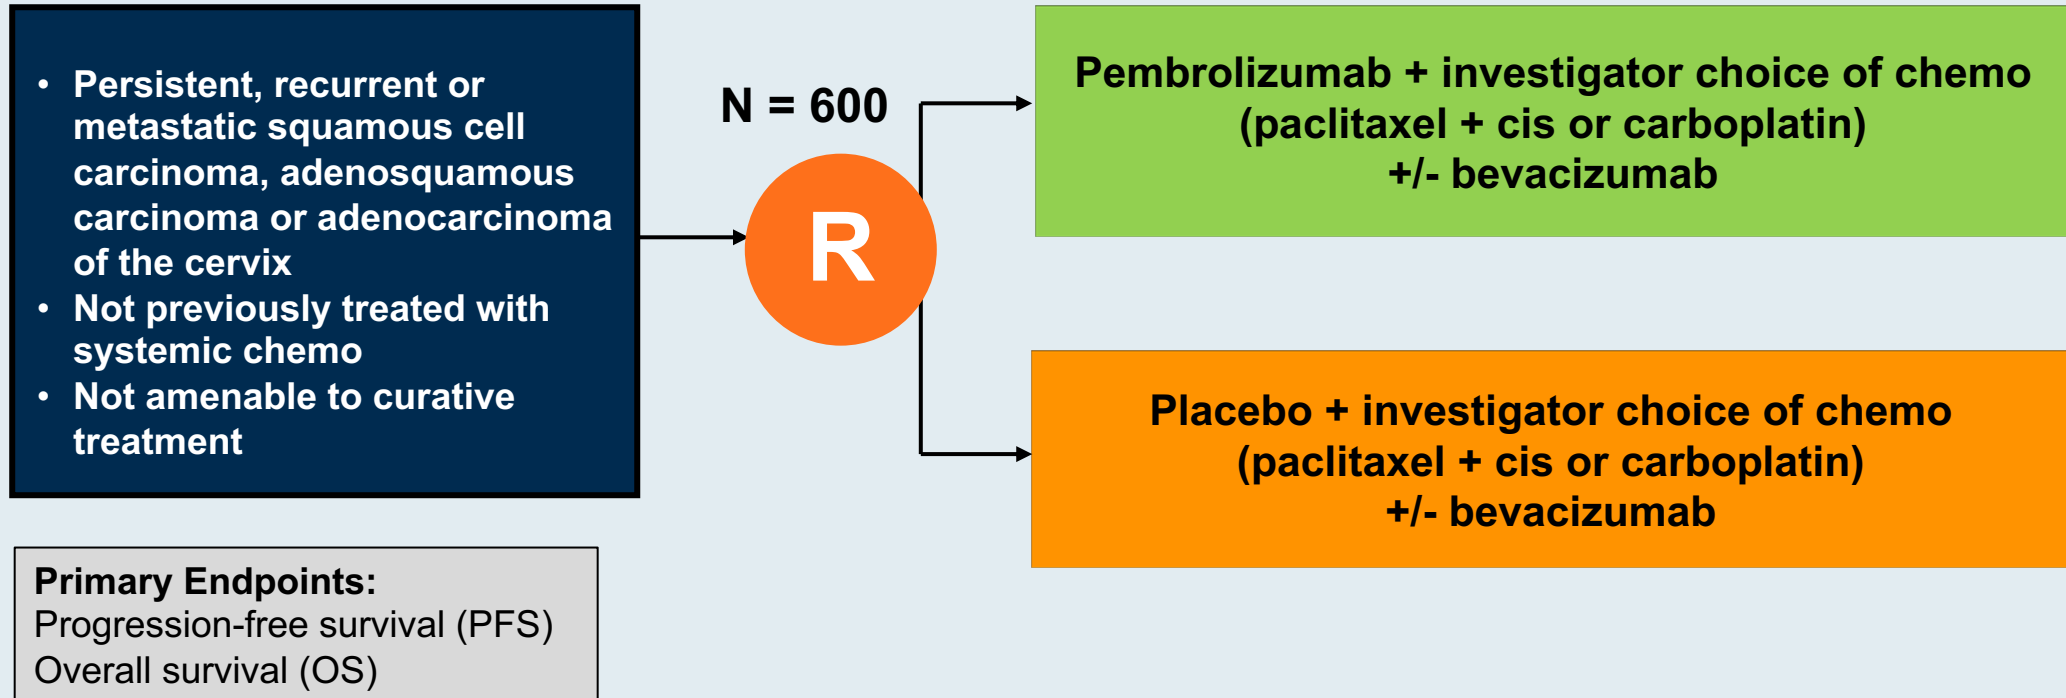 • Persistent, recurrent or
metastatic squamous cell
carcinoma, adenosquamous
carcinoma or adenocarcinoma
of the cervix
• Not previously treated with
systemic chemo
• Not amenable to curative
treatment
N = 600
R
Pembrolizumab + investigator choice of chemo
(paclitaxel + cis or carboplatin)
+/- bevacizumab
Placebo + investigator choice of chemo
(paclitaxel + cis or carboplatin)
+/- bevacizumab
Primary Endpoints:
Progression-free survival (PFS)
Overall survival (OS)